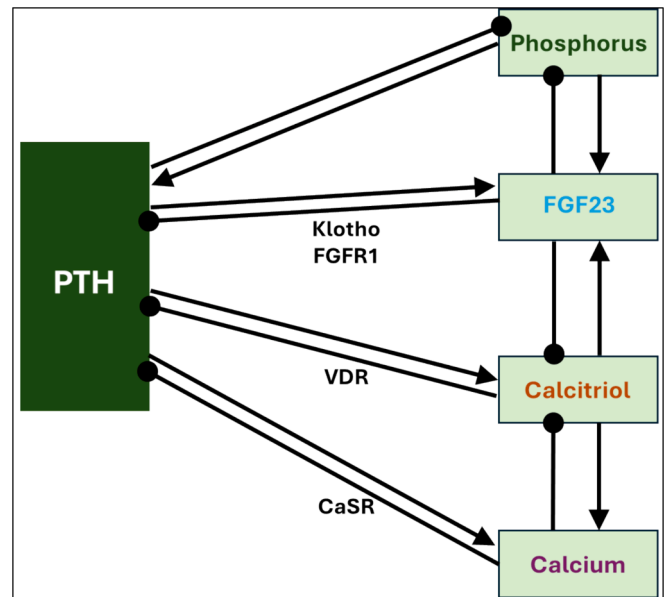 Phosphorus
FGF23
Klotho
FGFR1
PTH
VDR
Calcitriol
CaSR
Calcium